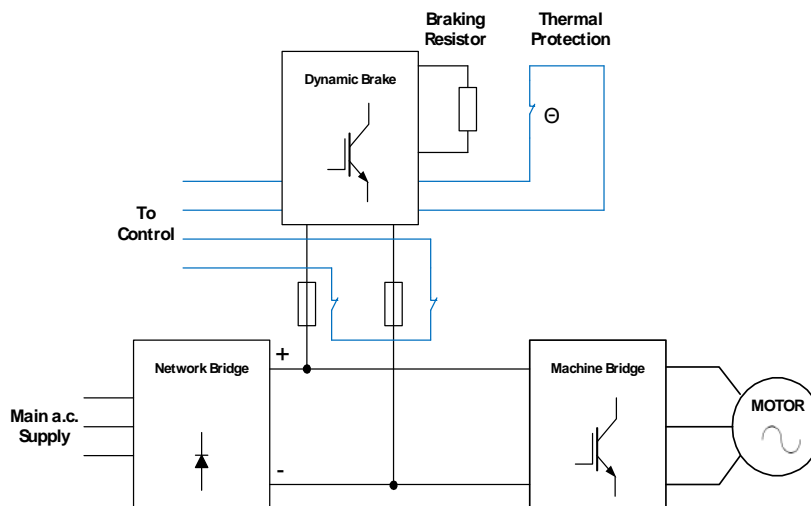 Braking
Resistor
Thermal
Protection
Dynamic Brake
Θ
To
Control
+
Network Bridge
Machine Bridge
Main a.c.
Supply
MOTOR
-